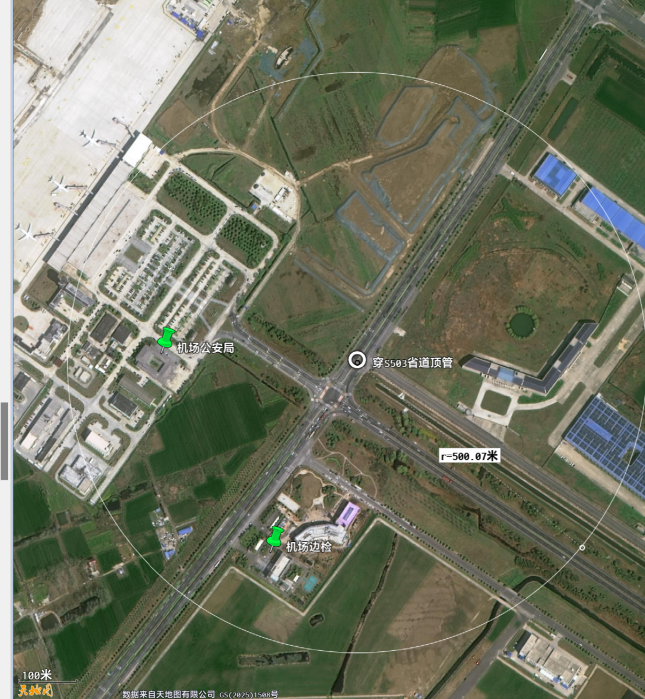 机场公安局
穿S503省道顶管
r=500.07米
机场边检
100米
天地图
数据来自天地图有限公司 GS(2025)1508号